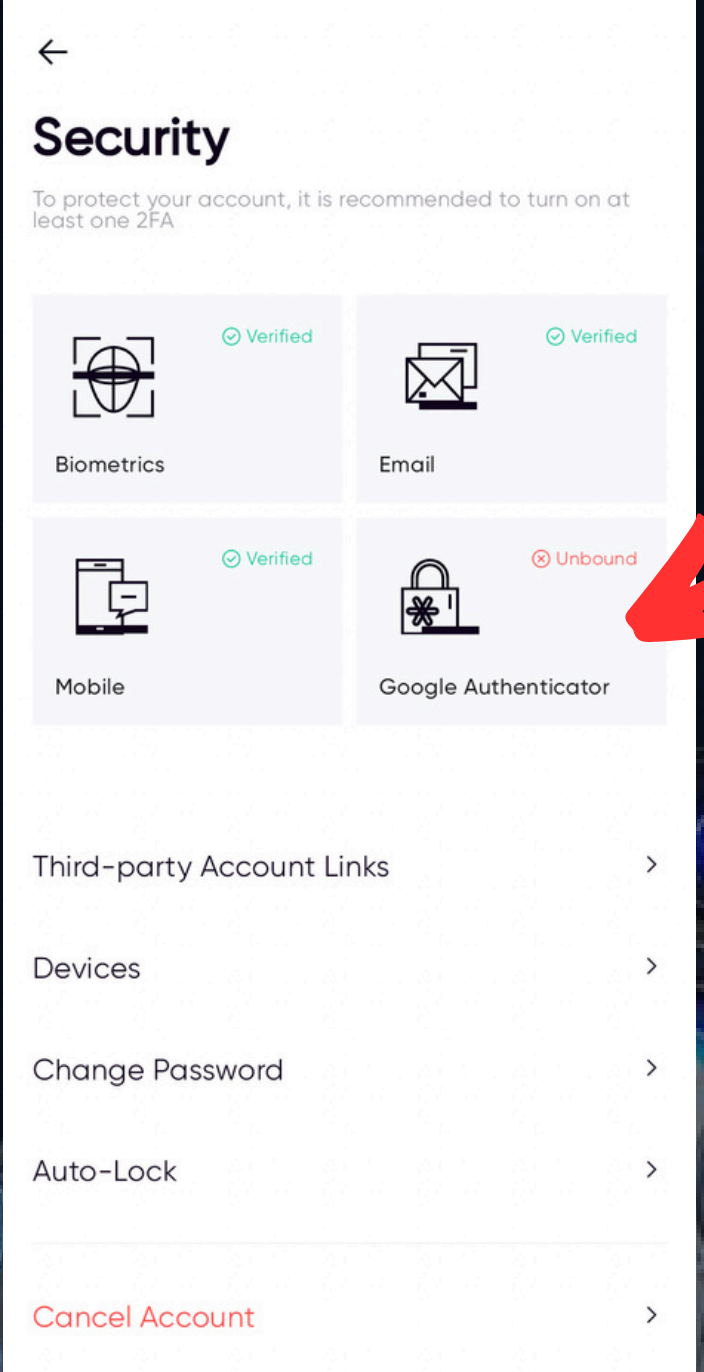 Security
To protect your account, it is recommended to turn on at
least one 2FA
Verified
Biometrics
Verified
Email
Verified
Mobile
Unbound
Google Authenticator
Third-party Account Links
Devices
Change Password
Auto-Lock
Cancel Account